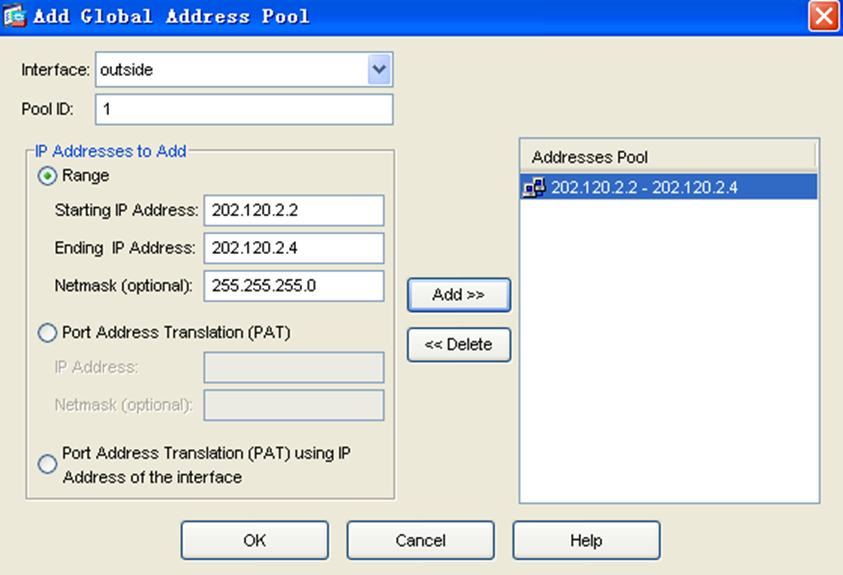 Add Global Address Pool
Interface: outside
Pool ID: 1
IP Addresses to Add
Range
Starting IP Address: 202.120.2.2
Ending IP Address: 202.120.2.4
Netmask (optional): 255.255.255.0
Port Address Translation (PAT)
IP Address:
Netmask (optional):
Port Address Translation (PAT) using IP
Address of the interface
Add >>
<< Delete
Addresses Pool
202.120.2.2 - 202.120.2.4
OK
Cancel
Help